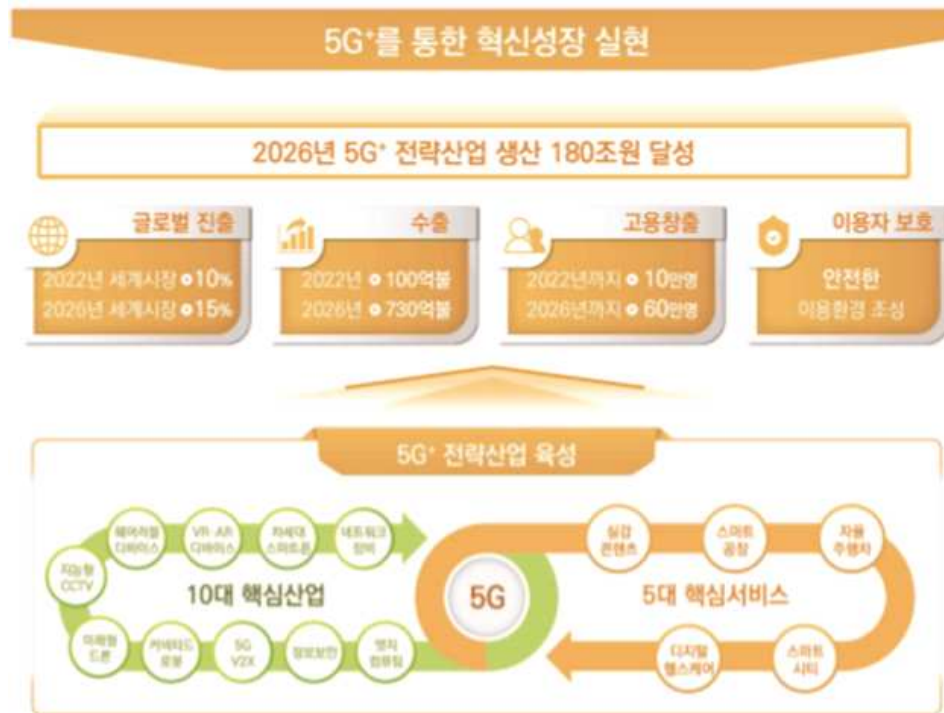 5G⁺를 통한 혁신성장 실현
2026년 5G⁺ 전략산업 생산 180조원 달성
글로벌 진출
2022년 세계시장 10%
2026년 세계시장 15%
수출
2022년 100억불
2026년 730억불
고용창출
2022년까지 10만명
2026년까지 60만명
이용자 보호
안전한
이용환경 조성
5G⁺ 전략산업 육성
웨어러블
디바이스
VR·AR
디바이스
차세대
스마트폰
네트워크
장비
지능형
CCTV
10대 핵심산업
미래형
드론
커넥티드
로봇
5G
V2X
정보보안
엣지
컴퓨팅
5G
실감
콘텐츠
스마트
공장
자율
주행차
5대 핵심서비스
디지털
헬스케어
스마트
시티